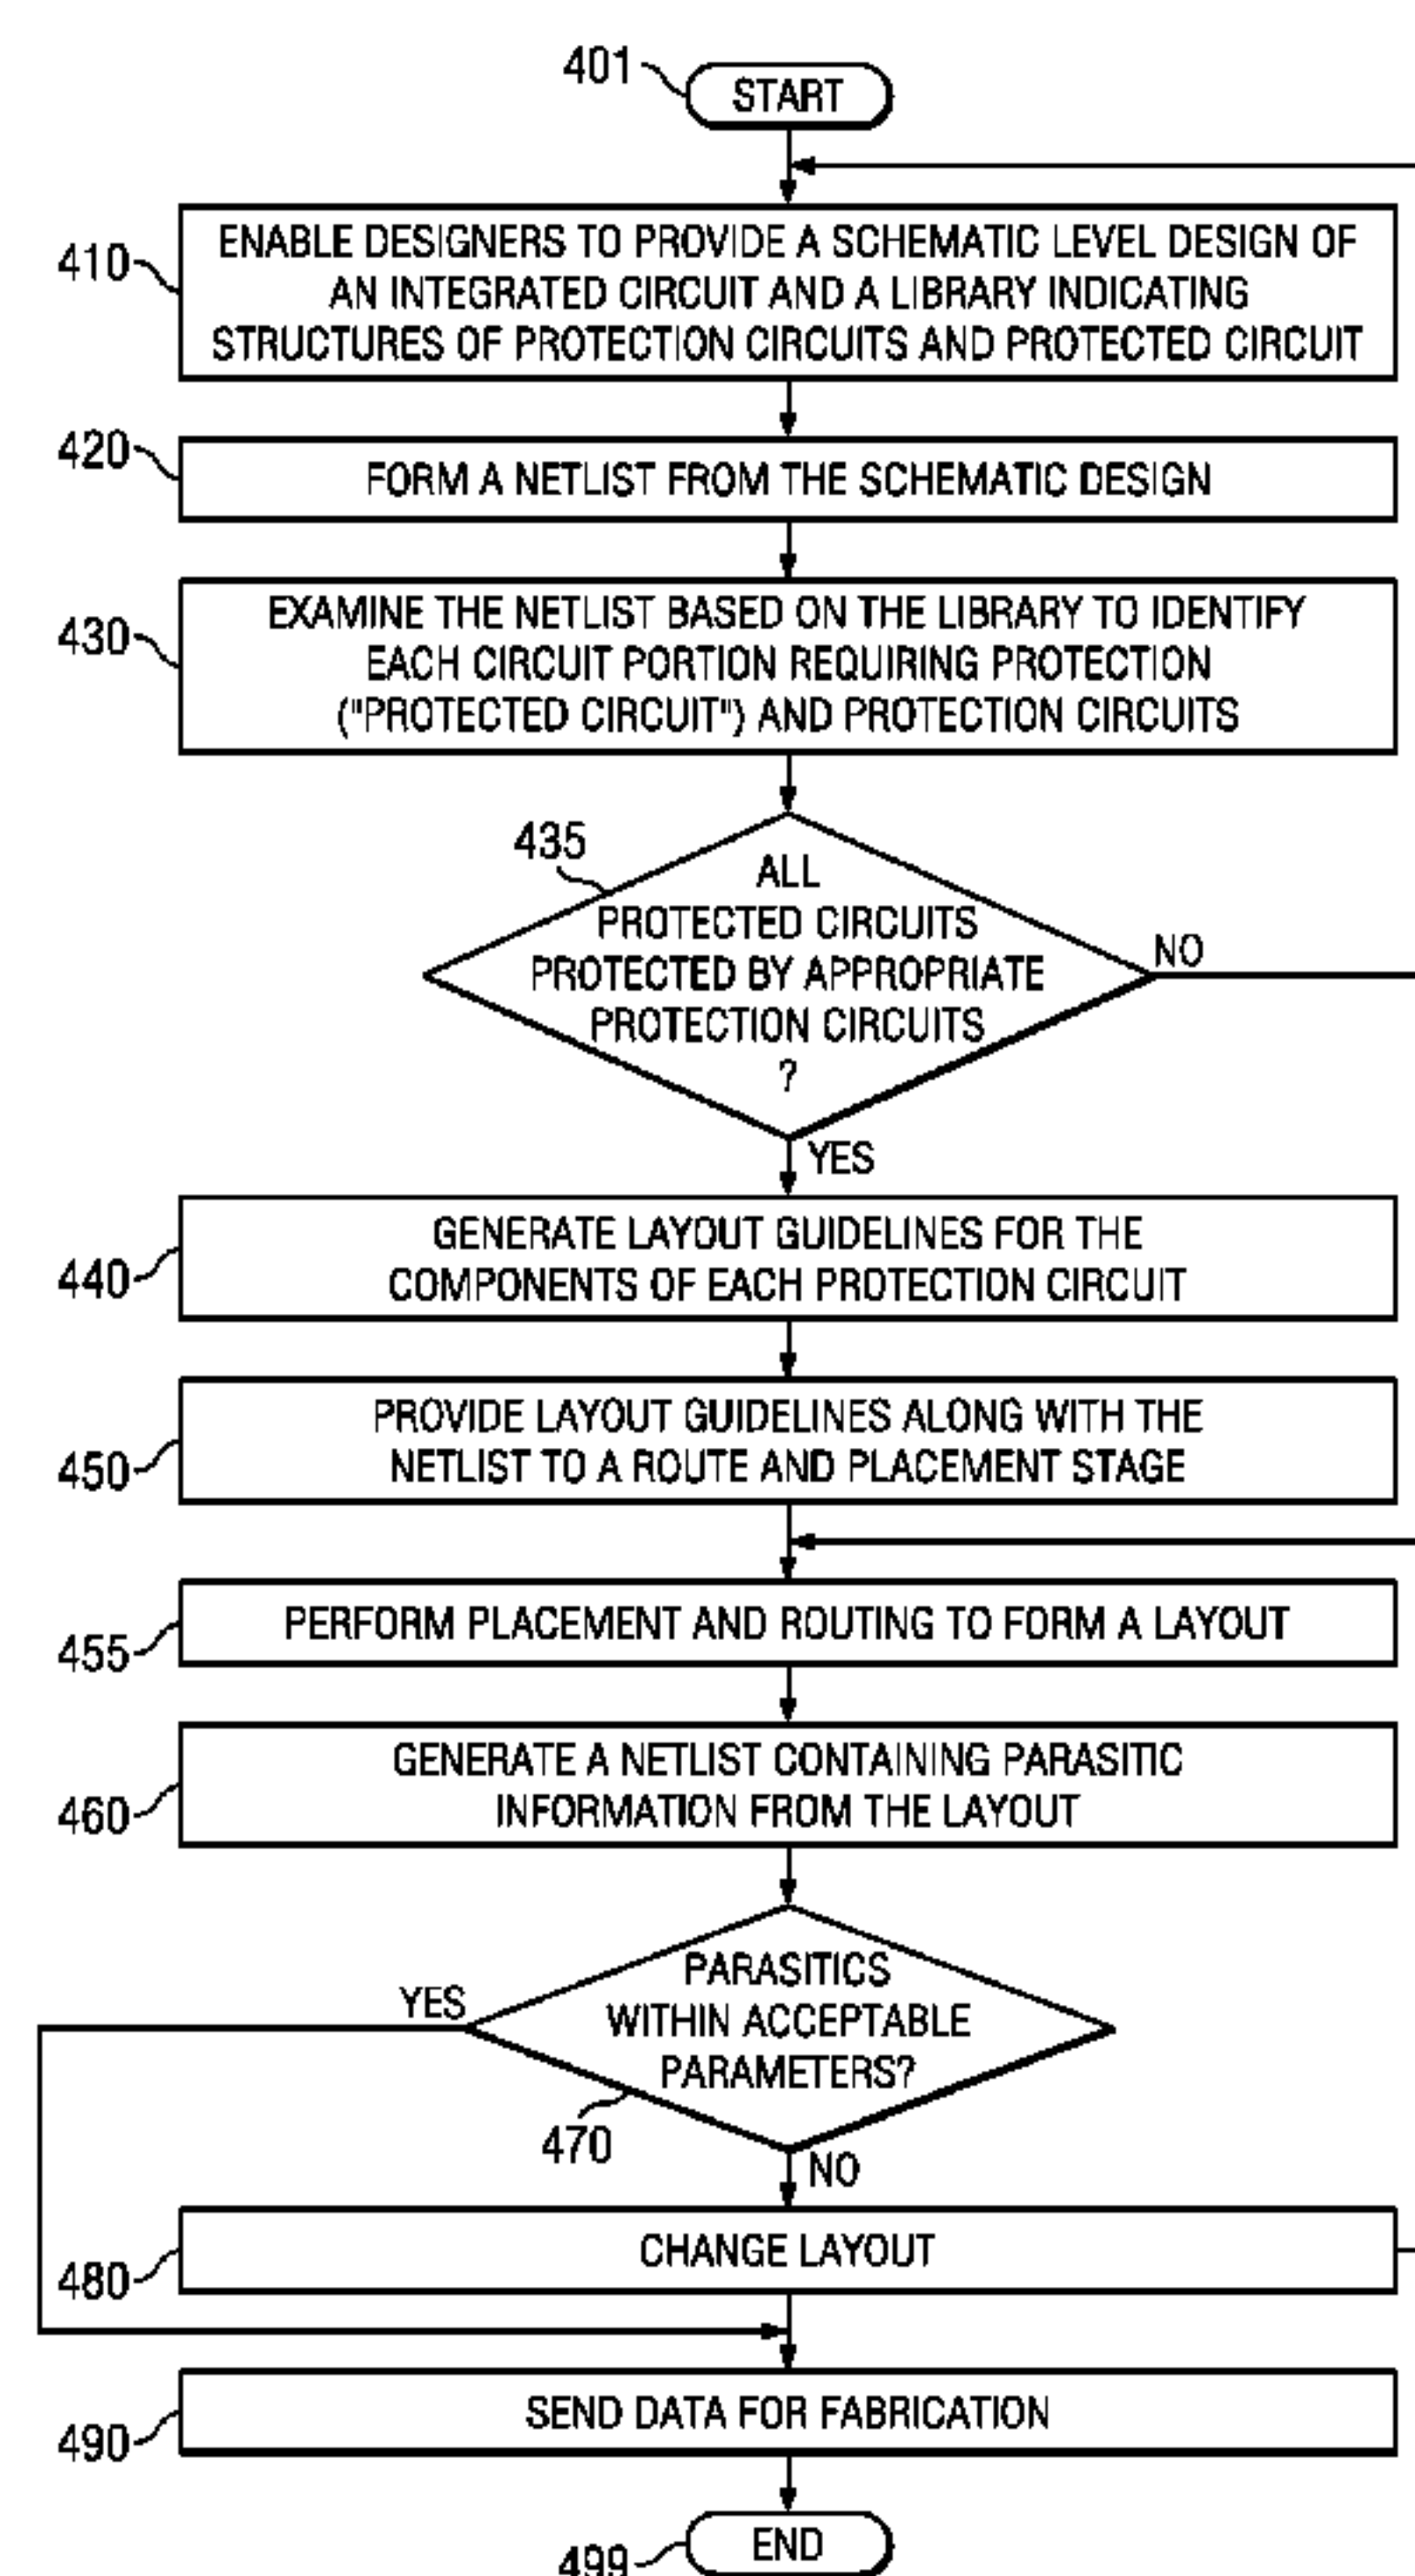 401
START
410
ENABLE DESIGNERS TO PROVIDE A SCHEMATIC LEVEL DESIGN OF
AN INTEGRATED CIRCUIT AND A LIBRARY INDICATING
STRUCTURES OF PROTECTION CIRCUITS AND PROTECTED CIRCUIT
420
FORM A NETLIST FROM THE SCHEMATIC DESIGN
430
EXAMINE THE NETLIST BASED ON THE LIBRARY TO IDENTIFY
EACH CIRCUIT PORTION REQUIRING PROTECTION
("PROTECTED CIRCUIT") AND PROTECTION CIRCUITS
435
ALL
PROTECTED CIRCUITS
PROTECTED BY APPROPRIATE
PROTECTION CIRCUITS
?
NO
YES
440
GENERATE LAYOUT GUIDELINES FOR THE
COMPONENTS OF EACH PROTECTION CIRCUIT
450
PROVIDE LAYOUT GUIDELINES ALONG WITH THE
NETLIST TO A ROUTE AND PLACEMENT STAGE
455
PERFORM PLACEMENT AND ROUTING TO FORM A LAYOUT
460
GENERATE A NETLIST CONTAINING PARASITIC
INFORMATION FROM THE LAYOUT
YES
PARASITICS
WITHIN ACCEPTABLE
PARAMETERS?
470
NO
480
CHANGE LAYOUT
490
SEND DATA FOR FABRICATION
499
END